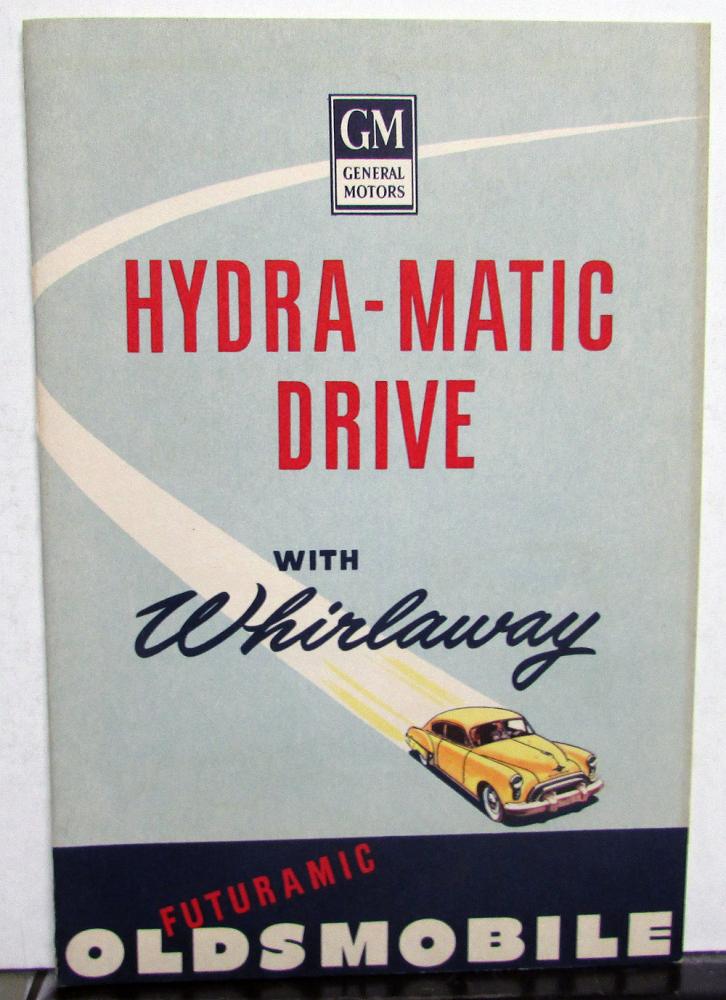 GM
GENERAL
MOTORS
HYDRA-MATIC
DRIVE
WITH
Whirlaway
FUTURAMIC
OLDSMOBILE